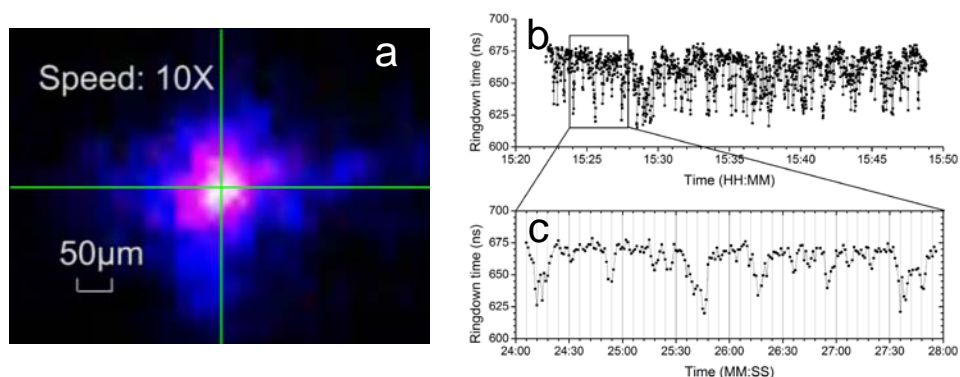 a
Speed: 10X
50µm
b
Ringdown time (ns)
700
675
650
625
600
15:20 15:25 15:30 15:35 15:40 15:45 15:50
Time (HH:MM)
c
Ringdown time (ns)
700
675
650
625
600
24:00 24:30 25:00 25:30 26:00 26:30 27:00 27:30 28:00
Time (MM:SS)